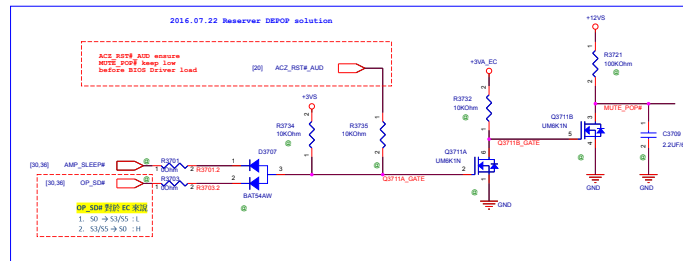 2016.07.22 Reserver DEPOP solution
+12VS
ACZ_RST#_AUD ensure
MUTE_POP# keep low
before BIOS Driver load
[20] ACZ_RST#_AUD
+3VA_EC
R3721
100KOhm
@
+3VS
R3734
10KOhm
@
R3735
10KOhm
@
R3732
10KOhm
@
MUTE_POP#
Q3711B
UM6K1N
@
C3709
2.2UF/6
@
Q3711B_GATE
GND
GND
[30,36] AMP_SLEEP# @ R3701 0Ohm R3701.2
D3707
BAT54AW
@
Q3711A
UM6K1N
@
Q3711A_GATE
[30,36] OP_SD# @ R3703 0Ohm R3703.2
GND
OP_SD# 對於 EC 來說
1. S0 → S3/S5 : L
2. S3/S5 → S0 : H